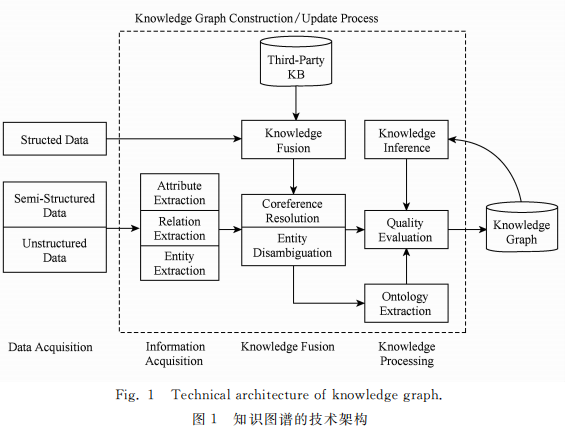 Knowledge Graph Construction/Update Process
Third-Party
KB
Structed Data
Knowledge
Fusion
Knowledge
Inference
Semi-Structured
Data
Unstructured
Data
Attribute
Extraction
Relation
Extraction
Entity
Extraction
Coreference
Resolution
Entity
Disambiguation
Quality
Evaluation
Knowledge
Graph
Ontology
Extraction
Data Acquisition
Information
Acquisition
Knowledge Fusion
Knowledge
Processing
Fig. 1 Technical architecture of knowledge graph.
图 1 知识图谱的技术架构